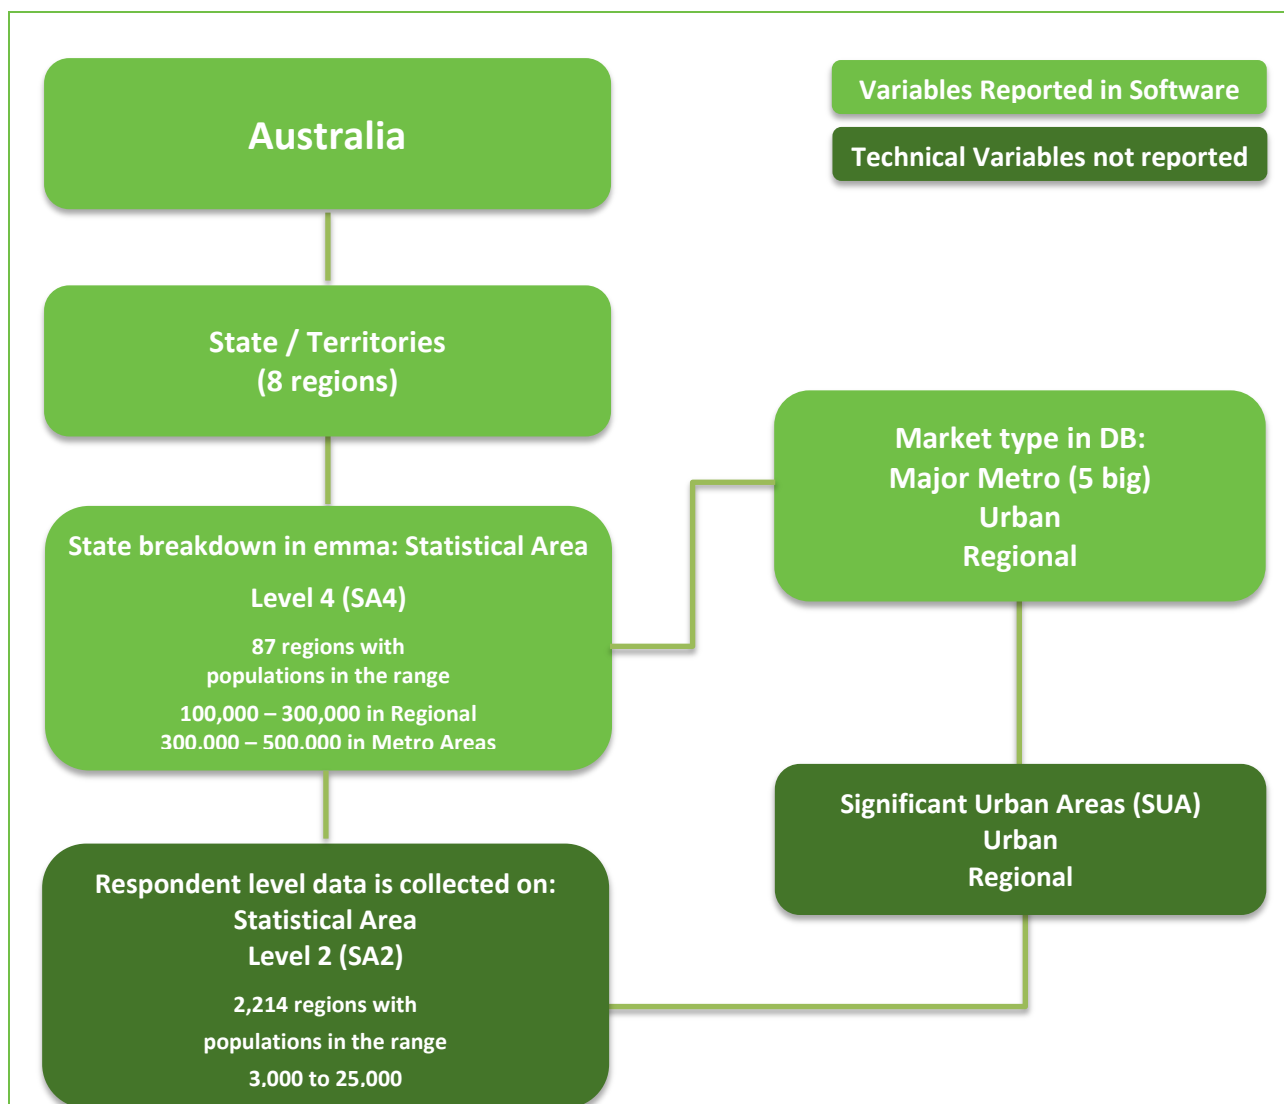 Australia
Variables Reported in Software
Technical Variables not reported
State / Territories
(8 regions)
Market type in DB:
Major Metro (5 big)
Urban
Regional
State breakdown in emma: Statistical Area
Level 4 (SA4)
87 regions with
populations in the range
100,000 – 300,000 in Regional
300,000 – 500,000 in Metro Areas
Significant Urban Areas (SUA)
Urban
Regional
Respondent level data is collected on:
Statistical Area
Level 2 (SA2)
2,214 regions with
populations in the range
3,000 to 25,000